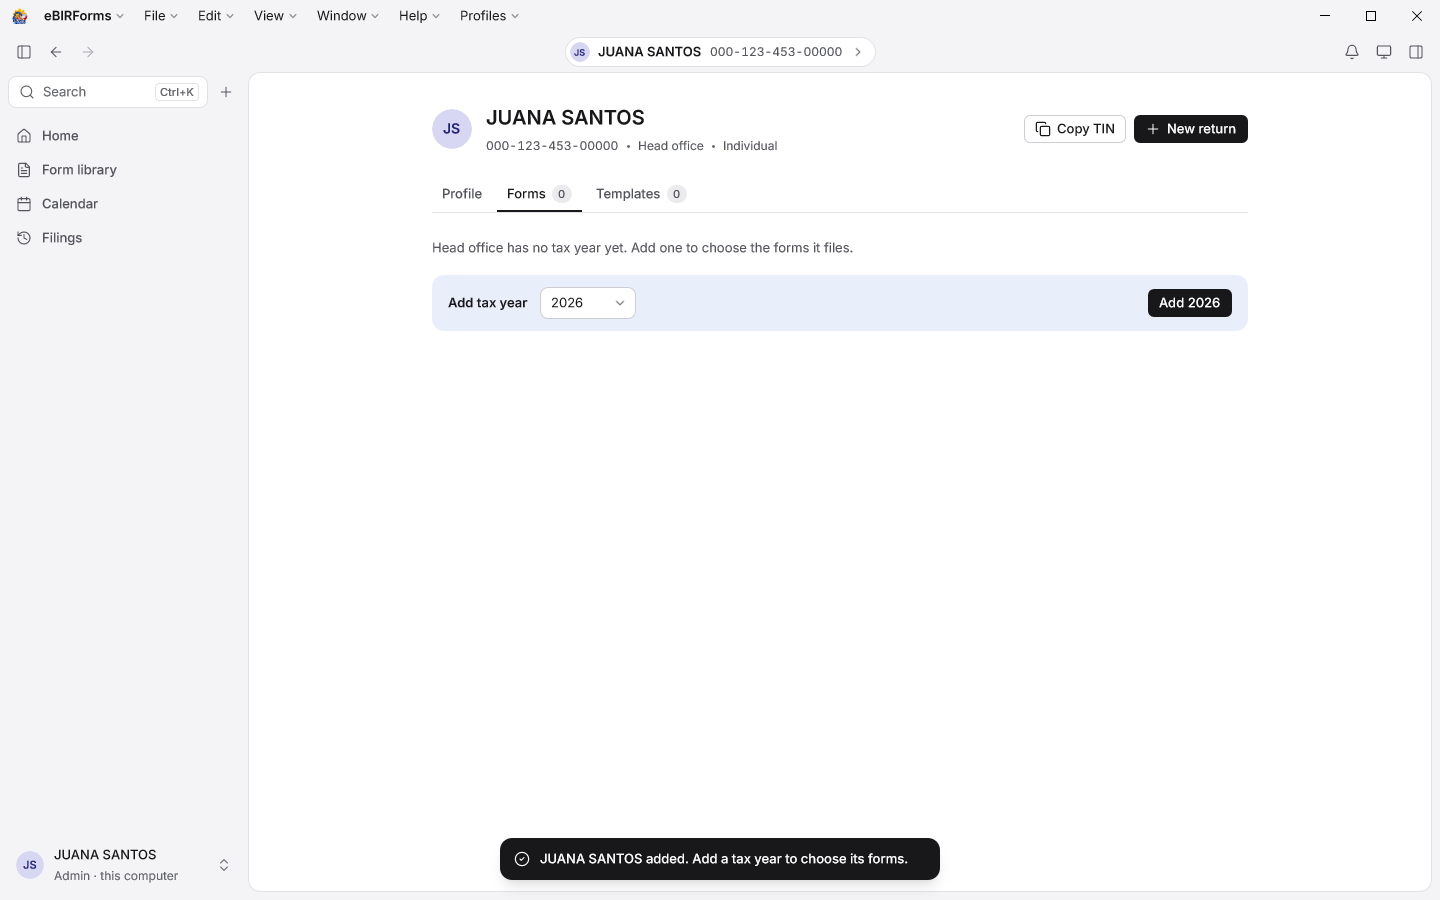 eBIRForms File Edit View Window Help Profiles
JS JUANA SANTOS 000-123-453-00000
Search Ctrl+K
Home
Form library
Calendar
Filings
JS JUANA SANTOS
000-123-453-00000 • Head office • Individual
Copy TIN
New return
Profile Forms 0 Templates 0
Head office has no tax year yet. Add one to choose the forms it files.
Add tax year 2026 Add 2026
JUANA SANTOS added. Add a tax year to choose its forms.
JS JUANA SANTOS
Admin · this computer